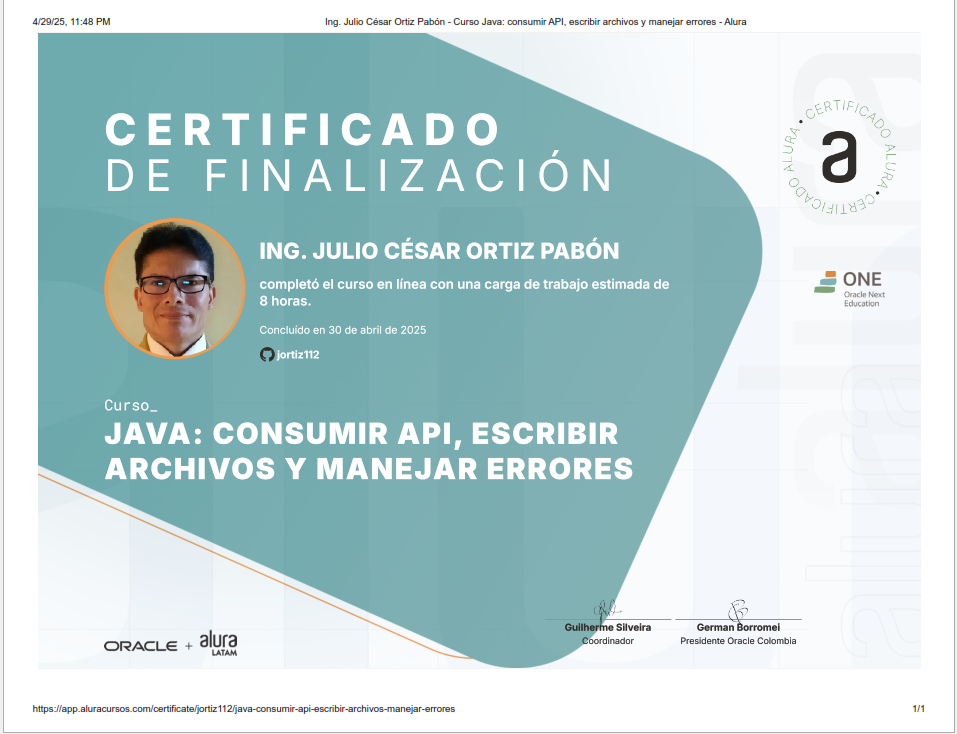 4/29/25, 11:48 PM
Ing. Julio César Ortiz Pabón - Curso Java: consumir API, escribir archivos y manejar errores - Alura
CERTIFICADO
DE FINALIZACIÓN
CERTIFICADO ALURA • CERTIFICADO ALURA •
a
ING. JULIO CÉSAR ORTIZ PABÓN
completó el curso en línea con una carga de trabajo estimada de
8 horas.
Concluído en 30 de abril de 2025
jortiz112
ONE
Oracle Next
Education
Curso_
JAVA: CONSUMIR API, ESCRIBIR
ARCHIVOS Y MANEJAR ERRORES
ORACLE + alura
LATAM
Guilherme Silveira
Coordinador
German Borromei
Presidente Oracle Colombia
alura
alura
https://app.aluracursos.com/certificate/jortiz112/java-consumir-api-escribir-archivos-manejar-errores
1/1